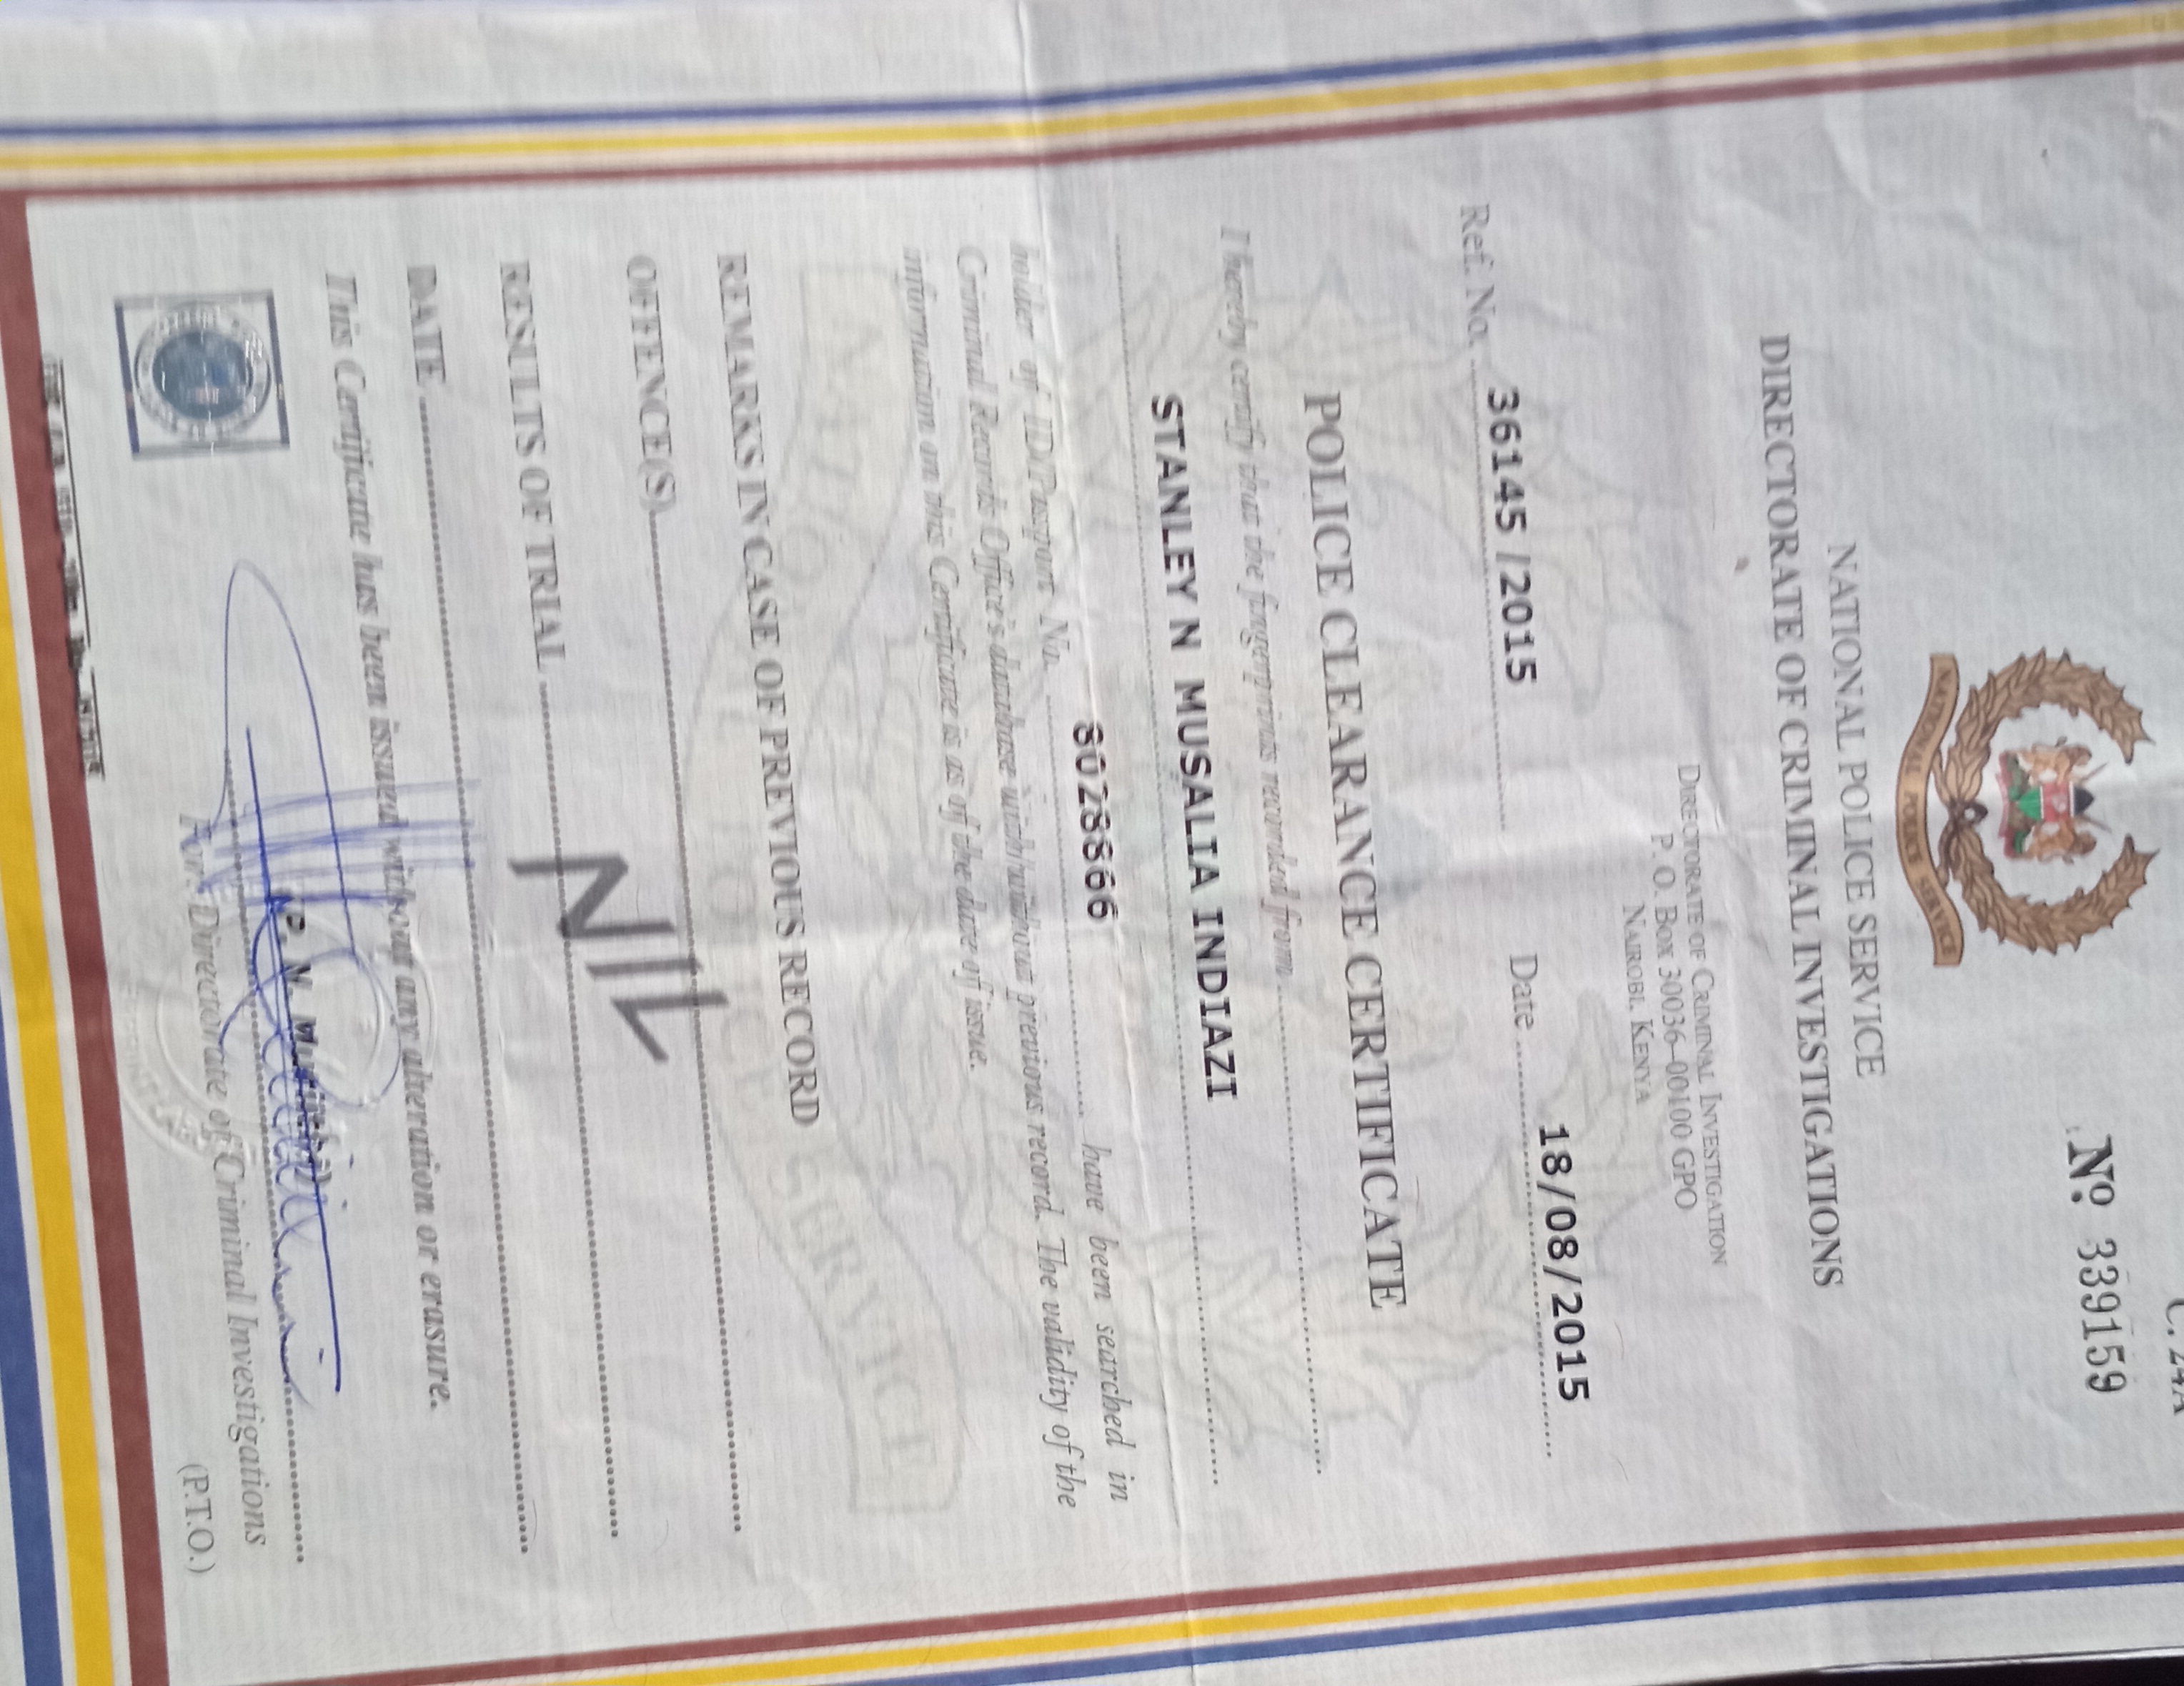 C.24A
Nº 339159
NATIONAL POLICE SERVICE
NATIONAL POLICE SERVICE
DIRECTORATE OF CRIMINAL INVESTIGATIONS
DIRECTORATE OF CRIMINAL INVESTIGATION
P. O. BOX 30036–00100 GPO
NAIROBI, KENYA
Ref. No. 36145 /2015 Date 18/08/2015
POLICE CLEARANCE CERTIFICATE
I hereby certify that the fingerprints recorded from
STANLEY N MUSALIA INDIAZI
holder of ID/Passport No. 8028866 have been searched in
Criminal Records Office's database with/without previous record. The validity of the
information on this Certificate is as of the date of issue.
REMARKS IN CASE OF PREVIOUS RECORD
OFFENCE(S)
RESULTS OF TRIAL
NIL
DATE
This Certificate has been issued without any alteration or erasure.
For: Directorate of Criminal Investigations
(P.T.O.)